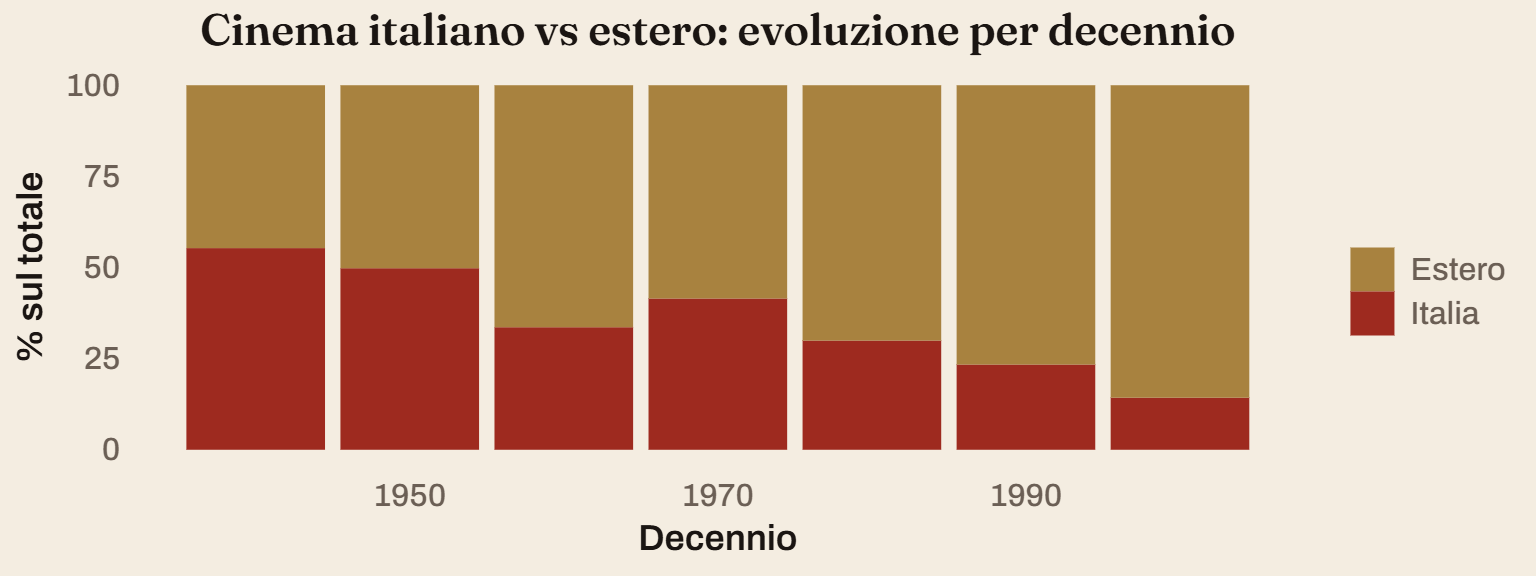 Cinema italiano vs estero: evoluzione per decennio
100
75
50
25
0
% sul totale
1950
1970
1990
Decennio
Estero
Italia